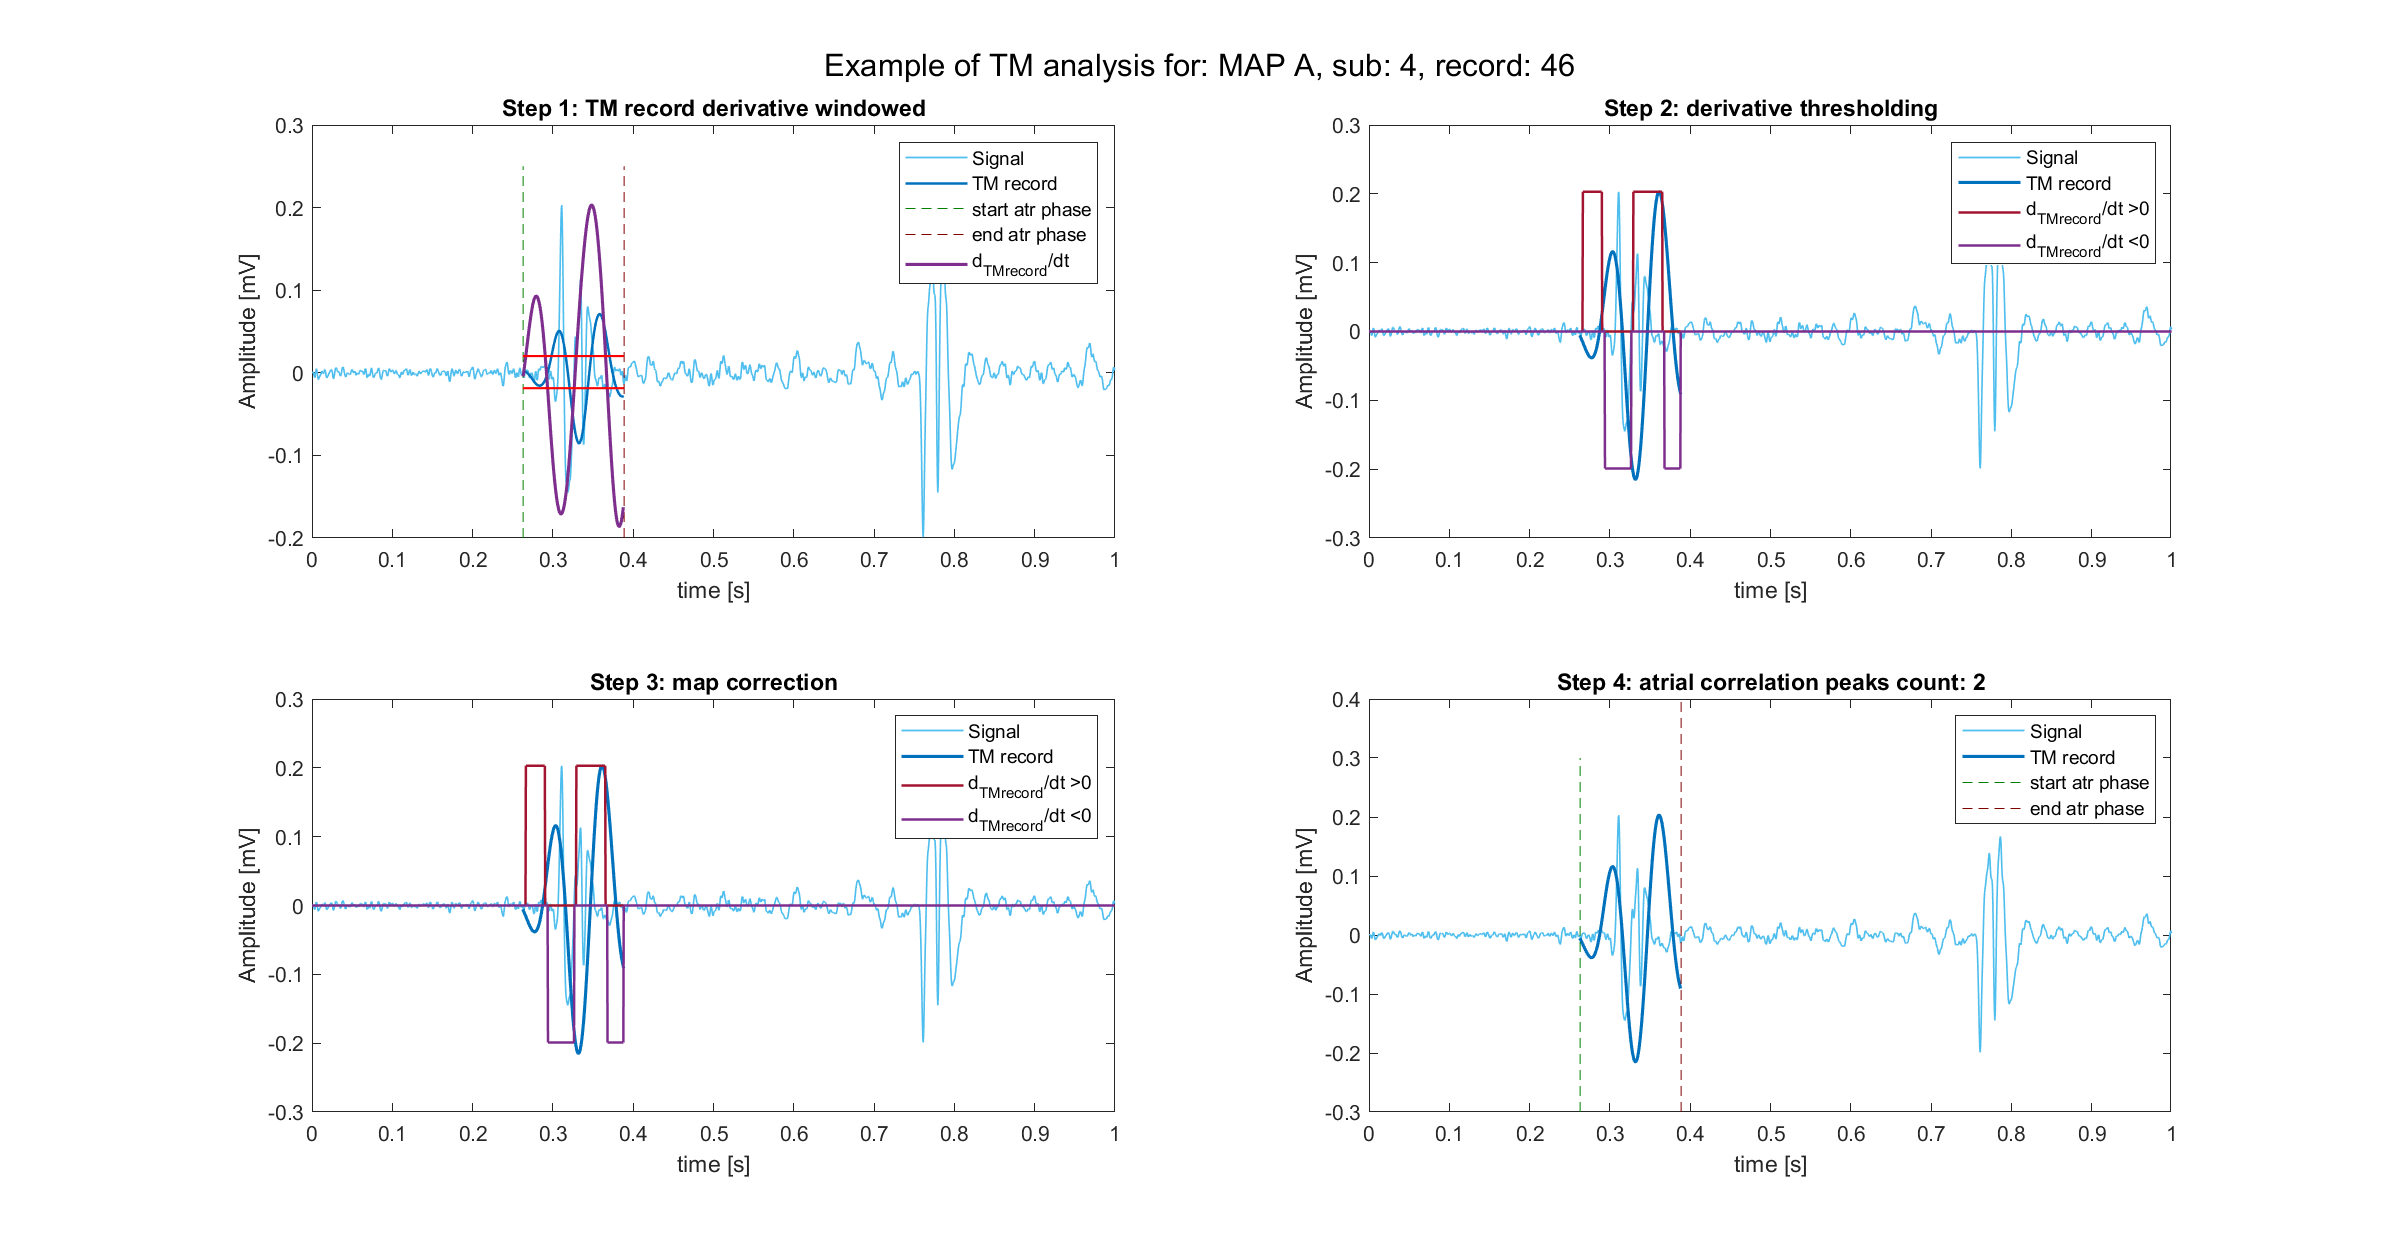 Example of TM analysis for: MAP A, sub: 4, record: 46
Step 1: TM record derivative windowed
Amplitude [mV]
0.3
0.2
0.1
0
-0.1
-0.2
Signal
TM record
start atr phase
end atr phase
dTMrecord/dt
0 0.1 0.2 0.3 0.4 0.5 0.6 0.7 0.8 0.9 1
time [s]
Step 2: derivative thresholding
Amplitude [mV]
0.3
0.2
0.1
0
-0.1
-0.2
-0.3
Signal
TM record
dTMrecord/dt >0
dTMrecord/dt <0
0 0.1 0.2 0.3 0.4 0.5 0.6 0.7 0.8 0.9 1
time [s]
Step 3: map correction
Amplitude [mV]
0.3
0.2
0.1
0
-0.1
-0.2
-0.3
Signal
TM record
dTMrecord/dt >0
dTMrecord/dt <0
0 0.1 0.2 0.3 0.4 0.5 0.6 0.7 0.8 0.9 1
time [s]
Step 4: atrial correlation peaks count: 2
Amplitude [mV]
0.4
0.3
0.2
0.1
0
-0.1
-0.2
-0.3
Signal
TM record
start atr phase
end atr phase
0 0.1 0.2 0.3 0.4 0.5 0.6 0.7 0.8 0.9 1
time [s]